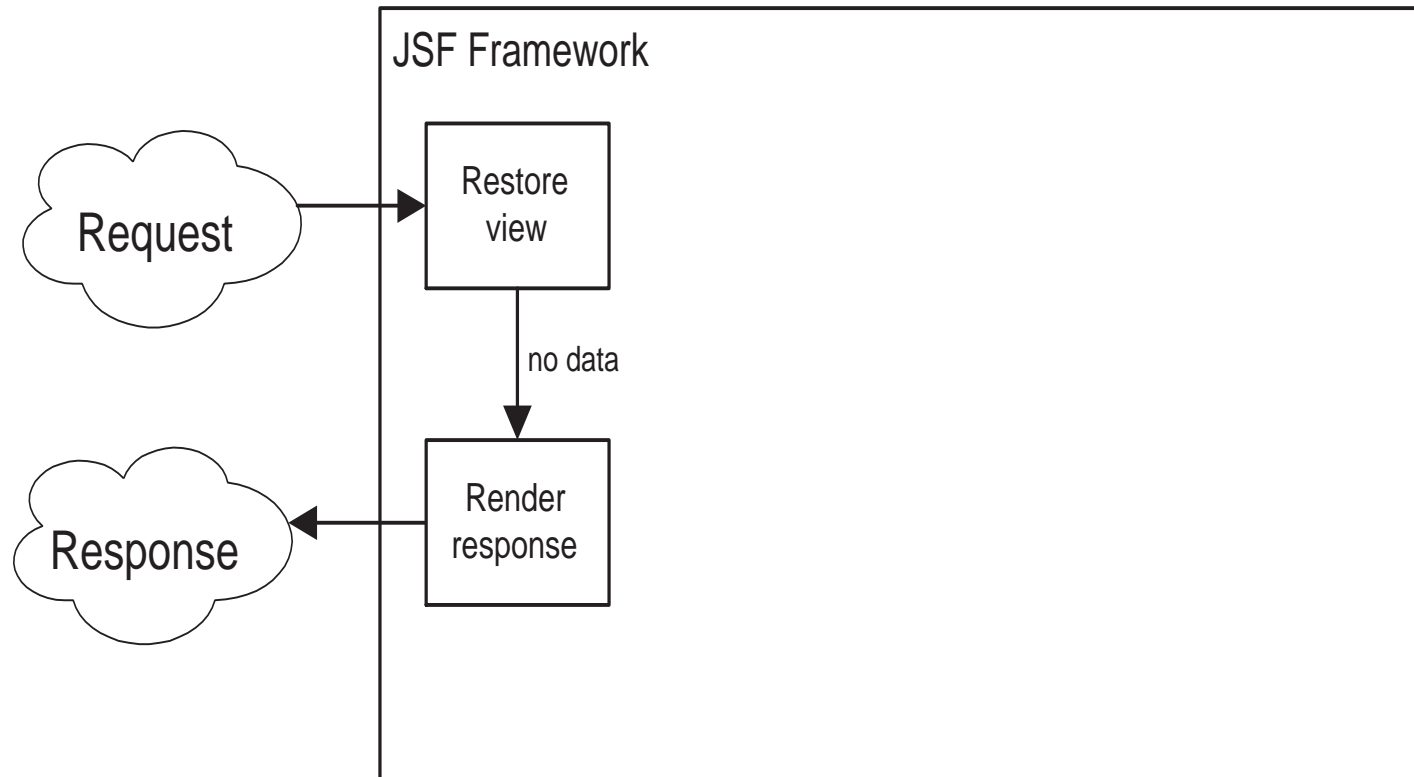 JSF Framework
Request
Restore
view
no data
Response
Render
response